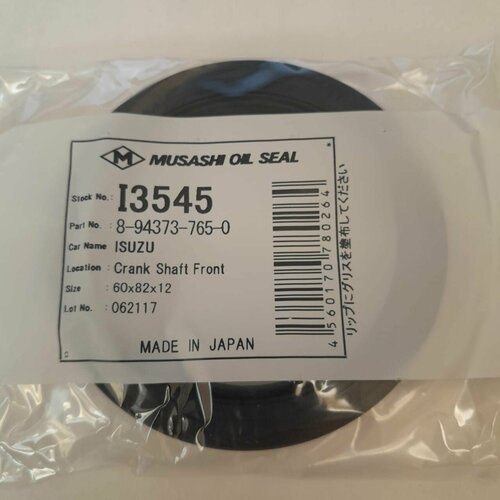 M MUSASHI OIL SEAL
Stock No. : I3545
Part No. : 8-94373-765-0
Car Name : ISUZU
Location : Crank Shaft Front
Size : 60x82x12
Lot No. : 062117
MADE IN JAPAN
4560170780264
リップにグリスを塗布してください